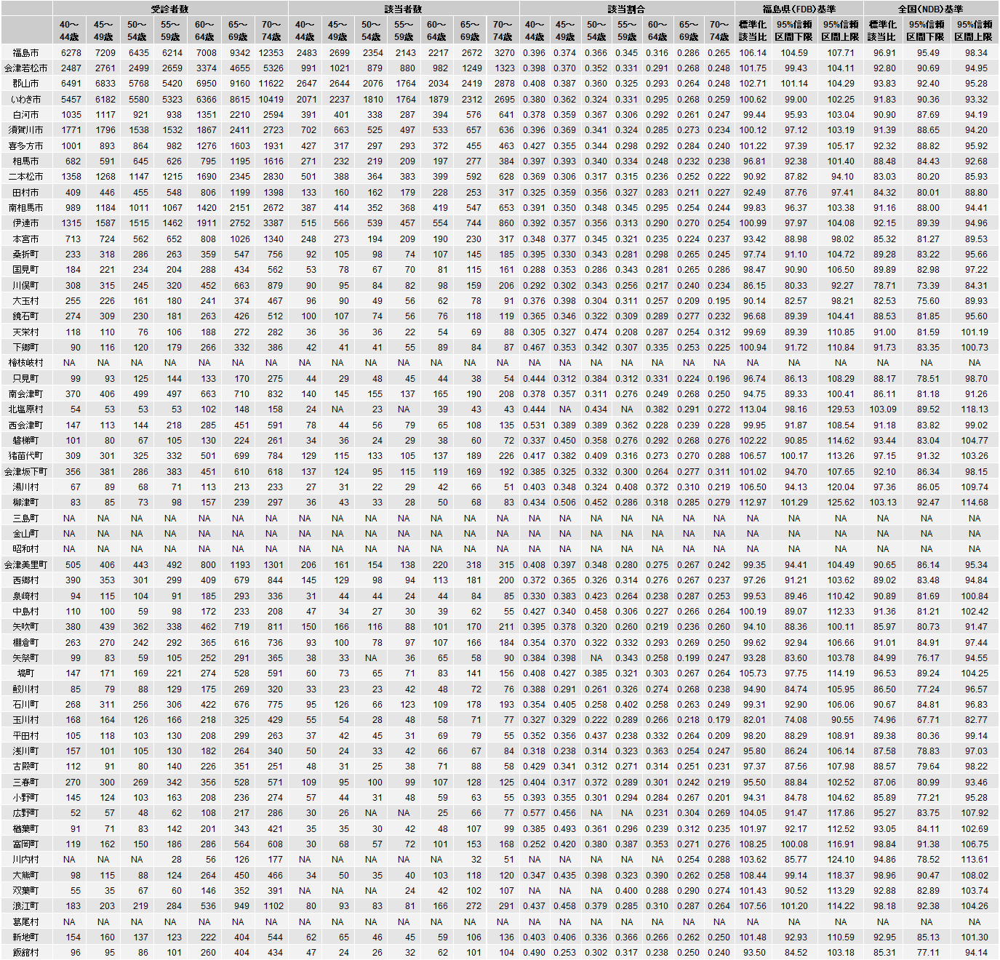 受診者数 該当者数 該当割合 福島県(FDB)基準 全国(NDB)基準
40～44歳 45～49歳 50～54歳 55～59歳 60～64歳 65～69歳 70～74歳 40～44歳 45～49歳 50～54歳 55～59歳 60～64歳 65～69歳 70～74歳 40～44歳 45～49歳 50～54歳 55～59歳 60～64歳 65～69歳 70～74歳 標準化該当比 95%信頼区間下限 95%信頼区間上限 標準化該当比 95%信頼区間下限 95%信頼区間上限
福島市 6278 7209 6435 6214 7008 9342 12353 2483 2699 2354 2143 2217 2672 3270 0.396 0.374 0.366 0.345 0.316 0.286 0.265 106.14 104.59 107.71 96.91 95.49 98.34
会津若松市 2487 2761 2499 2659 3374 4655 5326 991 1021 879 880 982 1249 1323 0.398 0.370 0.352 0.331 0.291 0.268 0.248 101.75 99.43 104.11 92.80 90.69 94.95
郡山市 6491 6833 5768 5420 6950 9160 11622 2647 2644 2076 1764 2034 2419 2878 0.408 0.387 0.360 0.325 0.293 0.264 0.248 102.71 101.14 104.29 93.83 92.40 95.28
いわき市 5457 6182 5580 5323 6366 8615 10419 2071 2237 1810 1764 1879 2312 2695 0.380 0.362 0.324 0.331 0.295 0.268 0.259 100.62 99.00 102.25 91.83 90.36 93.32
白河市 1035 1117 921 938 1351 2210 2594 391 401 338 287 394 576 641 0.378 0.359 0.367 0.306 0.292 0.261 0.247 99.44 95.93 103.04 90.90 87.69 94.19
須賀川市 1771 1796 1538 1532 1867 2411 2723 702 663 525 497 533 657 636 0.396 0.369 0.341 0.324 0.285 0.273 0.234 100.12 97.12 103.19 91.39 88.65 94.20
喜多方市 1001 893 864 982 1276 1603 1931 427 317 297 293 372 455 463 0.427 0.355 0.344 0.298 0.292 0.284 0.240 101.22 97.39 105.17 92.32 88.82 95.92
相馬市 682 591 645 626 795 1195 1616 271 232 219 209 197 277 384 0.397 0.393 0.340 0.334 0.248 0.232 0.238 96.81 92.38 101.40 88.48 84.43 92.68
二本松市 1358 1268 1147 1215 1690 2345 2830 501 388 364 383 399 592 628 0.369 0.306 0.317 0.315 0.236 0.252 0.222 90.92 87.82 94.10 83.03 80.20 85.93
田村市 409 446 455 548 806 1199 1398 133 160 162 179 228 253 317 0.325 0.359 0.356 0.327 0.283 0.211 0.227 92.49 87.76 97.41 84.32 80.01 88.80
南相馬市 989 1184 1011 1067 1420 2151 2672 387 414 352 368 419 547 653 0.391 0.350 0.348 0.345 0.295 0.254 0.244 99.83 96.37 103.38 91.16 88.00 94.41
伊達市 1315 1587 1515 1462 1911 2752 3387 515 566 539 457 554 744 860 0.392 0.357 0.356 0.313 0.290 0.270 0.254 100.99 97.97 104.08 92.15 89.39 94.96
本宮市 713 724 562 652 808 1026 1340 248 273 194 209 190 230 317 0.348 0.377 0.345 0.321 0.235 0.224 0.237 93.42 88.98 98.02 85.32 81.27 89.53
桑折町 233 318 286 263 359 547 756 92 105 98 74 107 145 185 0.395 0.330 0.343 0.281 0.298 0.265 0.245 97.74 91.10 104.72 89.28 83.22 95.66
国見町 184 221 234 204 288 434 562 53 78 67 70 81 115 161 0.288 0.353 0.286 0.343 0.281 0.265 0.286 98.47 90.90 106.50 89.89 82.98 97.22
川俣町 308 315 245 320 452 663 879 90 95 84 82 98 159 206 0.292 0.302 0.343 0.256 0.217 0.240 0.234 86.15 80.33 92.27 78.71 73.39 84.31
大玉村 255 226 161 180 241 374 467 96 90 49 56 62 78 91 0.376 0.398 0.304 0.311 0.257 0.209 0.195 90.14 82.57 98.21 82.53 75.60 89.93
鏡石町 274 309 230 181 263 426 512 100 107 74 56 76 118 119 0.365 0.346 0.322 0.309 0.289 0.277 0.232 96.68 89.39 104.41 88.53 81.85 95.60
天栄村 118 110 76 106 188 272 282 36 36 36 22 54 69 88 0.305 0.327 0.474 0.208 0.287 0.254 0.312 99.69 89.39 110.85 91.00 81.59 101.19
下郷町 90 116 120 179 266 332 386 42 41 41 55 89 84 87 0.467 0.353 0.342 0.307 0.335 0.253 0.225 100.94 91.72 110.84 91.73 83.35 100.73
檜枝岐村 NA NA NA NA NA NA NA NA NA NA NA NA NA NA NA NA NA NA NA NA NA NA NA NA NA NA NA
只見町 99 93 125 144 133 170 275 44 29 48 45 44 38 54 0.444 0.312 0.384 0.312 0.331 0.224 0.196 96.74 86.13 108.29 88.17 78.51 98.70
南会津町 370 406 499 497 663 710 832 140 145 155 137 165 190 208 0.378 0.357 0.311 0.276 0.249 0.268 0.250 94.75 89.33 100.41 86.11 81.18 91.26
北塩原村 54 53 53 53 102 148 158 24 NA 23 NA 39 43 43 0.444 NA 0.434 NA 0.382 0.291 0.272 113.04 98.16 129.53 103.09 89.52 118.13
西会津町 147 113 144 218 285 451 591 78 44 56 79 65 108 135 0.531 0.389 0.389 0.362 0.228 0.239 0.228 99.95 91.87 108.54 91.18 83.82 99.02
磐梯町 101 80 67 105 130 224 261 34 36 24 29 38 60 72 0.337 0.450 0.358 0.276 0.292 0.268 0.276 102.22 90.85 114.62 93.44 83.04 104.77
猪苗代町 309 301 325 332 501 699 784 129 115 133 105 137 189 226 0.417 0.382 0.409 0.316 0.273 0.270 0.288 106.57 100.17 113.26 97.15 91.32 103.26
会津坂下町 356 381 286 383 451 610 618 137 124 95 115 119 169 192 0.385 0.325 0.332 0.300 0.264 0.277 0.311 101.02 94.70 107.65 92.10 86.34 98.15
湯川村 67 89 68 71 113 213 233 27 31 22 29 42 66 51 0.403 0.348 0.324 0.408 0.372 0.310 0.219 106.50 94.13 120.04 97.36 86.05 109.74
柳津町 83 85 73 98 157 239 297 36 43 33 28 50 68 83 0.434 0.506 0.452 0.286 0.318 0.285 0.279 112.97 101.29 125.62 103.13 92.47 114.68
三島町 NA NA NA NA NA NA NA NA NA NA NA NA NA NA NA NA NA NA NA NA NA NA NA NA NA NA NA
金山町 NA NA NA NA NA NA NA NA NA NA NA NA NA NA NA NA NA NA NA NA NA NA NA NA NA NA NA
昭和村 NA NA NA NA NA NA NA NA NA NA NA NA NA NA NA NA NA NA NA NA NA NA NA NA NA NA NA
会津美里町 505 406 443 492 800 1193 1301 206 161 154 138 220 318 315 0.408 0.397 0.348 0.280 0.275 0.267 0.242 99.35 94.41 104.49 90.65 86.14 95.34
西郷村 390 353 301 299 409 679 844 145 129 98 94 113 181 200 0.372 0.365 0.326 0.314 0.276 0.267 0.237 97.26 91.21 103.62 89.02 83.48 94.84
泉崎村 94 115 104 91 185 293 336 31 44 44 24 44 84 85 0.330 0.383 0.423 0.264 0.238 0.287 0.253 99.53 89.46 110.42 90.89 81.69 100.84
中島村 110 100 59 98 172 233 208 47 34 27 30 39 62 55 0.427 0.340 0.458 0.306 0.227 0.266 0.264 100.19 89.07 112.33 91.36 81.21 102.42
矢吹町 380 439 362 338 462 719 811 150 166 116 88 101 170 211 0.395 0.378 0.320 0.260 0.219 0.236 0.260 94.10 88.36 100.11 85.97 80.73 91.47
棚倉町 263 270 242 292 365 616 736 93 100 78 97 107 166 184 0.354 0.370 0.322 0.332 0.293 0.269 0.250 99.62 92.94 106.66 91.01 84.91 97.44
矢祭町 99 83 59 105 252 291 365 38 33 NA 36 65 58 90 0.384 0.398 NA 0.343 0.258 0.199 0.247 93.28 83.60 103.78 84.99 76.17 94.55
塙町 147 171 169 221 274 528 591 60 73 65 71 83 141 156 0.408 0.427 0.385 0.321 0.303 0.267 0.264 105.73 97.75 114.19 96.53 89.24 104.25
鮫川村 85 79 88 129 175 269 320 33 23 23 42 48 72 76 0.388 0.291 0.261 0.326 0.274 0.268 0.238 94.90 84.74 105.95 86.50 77.24 96.57
石川町 268 311 256 306 422 676 775 95 126 66 123 109 178 193 0.354 0.405 0.258 0.402 0.258 0.263 0.249 99.31 92.90 106.06 90.67 84.81 96.83
玉川村 168 164 126 166 218 325 429 55 54 28 48 58 71 77 0.327 0.329 0.222 0.289 0.266 0.218 0.179 82.01 74.08 90.55 74.96 67.71 82.77
平田村 105 118 103 130 208 299 263 37 42 45 31 69 79 55 0.352 0.356 0.437 0.238 0.332 0.264 0.209 98.20 88.29 108.91 89.38 80.36 99.14
浅川町 157 101 105 130 182 264 340 50 24 33 42 66 67 84 0.318 0.238 0.314 0.323 0.363 0.254 0.247 95.80 86.24 106.14 87.58 78.83 97.03
古殿町 112 91 80 140 226 351 251 48 31 25 38 71 88 58 0.429 0.341 0.312 0.271 0.314 0.251 0.231 97.37 87.56 107.98 88.57 79.64 98.22
三春町 270 300 269 342 356 528 571 109 95 100 99 107 128 125 0.404 0.317 0.372 0.289 0.301 0.242 0.219 95.50 88.84 102.52 87.06 80.99 93.46
小野町 145 124 103 163 208 236 274 57 44 31 48 59 63 55 0.393 0.355 0.301 0.294 0.284 0.267 0.201 94.31 84.78 104.62 85.89 77.21 95.28
広野町 52 57 48 62 108 217 286 30 26 NA NA 25 66 77 0.577 0.456 NA NA 0.231 0.304 0.269 104.05 91.47 117.86 95.27 83.75 107.92
楢葉町 91 71 83 142 201 343 421 35 35 30 42 48 107 99 0.385 0.493 0.361 0.296 0.239 0.312 0.235 101.97 92.17 112.52 93.05 84.11 102.69
富岡町 119 162 150 186 286 564 608 30 68 57 72 101 153 168 0.252 0.420 0.380 0.387 0.353 0.271 0.276 108.25 100.08 116.91 98.84 91.38 106.75
川内村 NA NA NA 28 56 126 177 NA NA NA NA NA 32 51 NA NA NA NA NA 0.254 0.288 103.62 85.77 124.10 94.86 78.52 113.61
大熊町 98 115 88 124 264 450 466 34 50 35 40 103 118 120 0.347 0.435 0.398 0.323 0.390 0.262 0.258 108.44 99.14 118.37 98.96 90.47 108.02
双葉町 55 35 67 60 146 352 391 NA NA NA 24 42 102 107 NA NA NA 0.400 0.288 0.290 0.274 101.43 90.52 113.29 92.88 82.89 103.74
浪江町 183 203 219 284 536 949 1102 80 93 83 81 166 272 291 0.437 0.458 0.379 0.285 0.310 0.287 0.264 107.56 101.20 114.22 98.18 92.38 104.26
葛尾村 NA NA NA NA NA NA NA NA NA NA NA NA NA NA NA NA NA NA NA NA NA NA NA NA NA NA NA
新地町 154 160 137 123 222 404 544 62 65 46 45 59 106 136 0.403 0.406 0.336 0.366 0.266 0.262 0.250 101.48 92.93 110.59 92.95 85.13 101.30
飯舘村 96 95 86 101 260 404 434 47 24 26 32 62 101 104 0.490 0.253 0.302 0.317 0.238 0.250 0.240 93.50 84.52 103.18 85.31 77.11 94.14